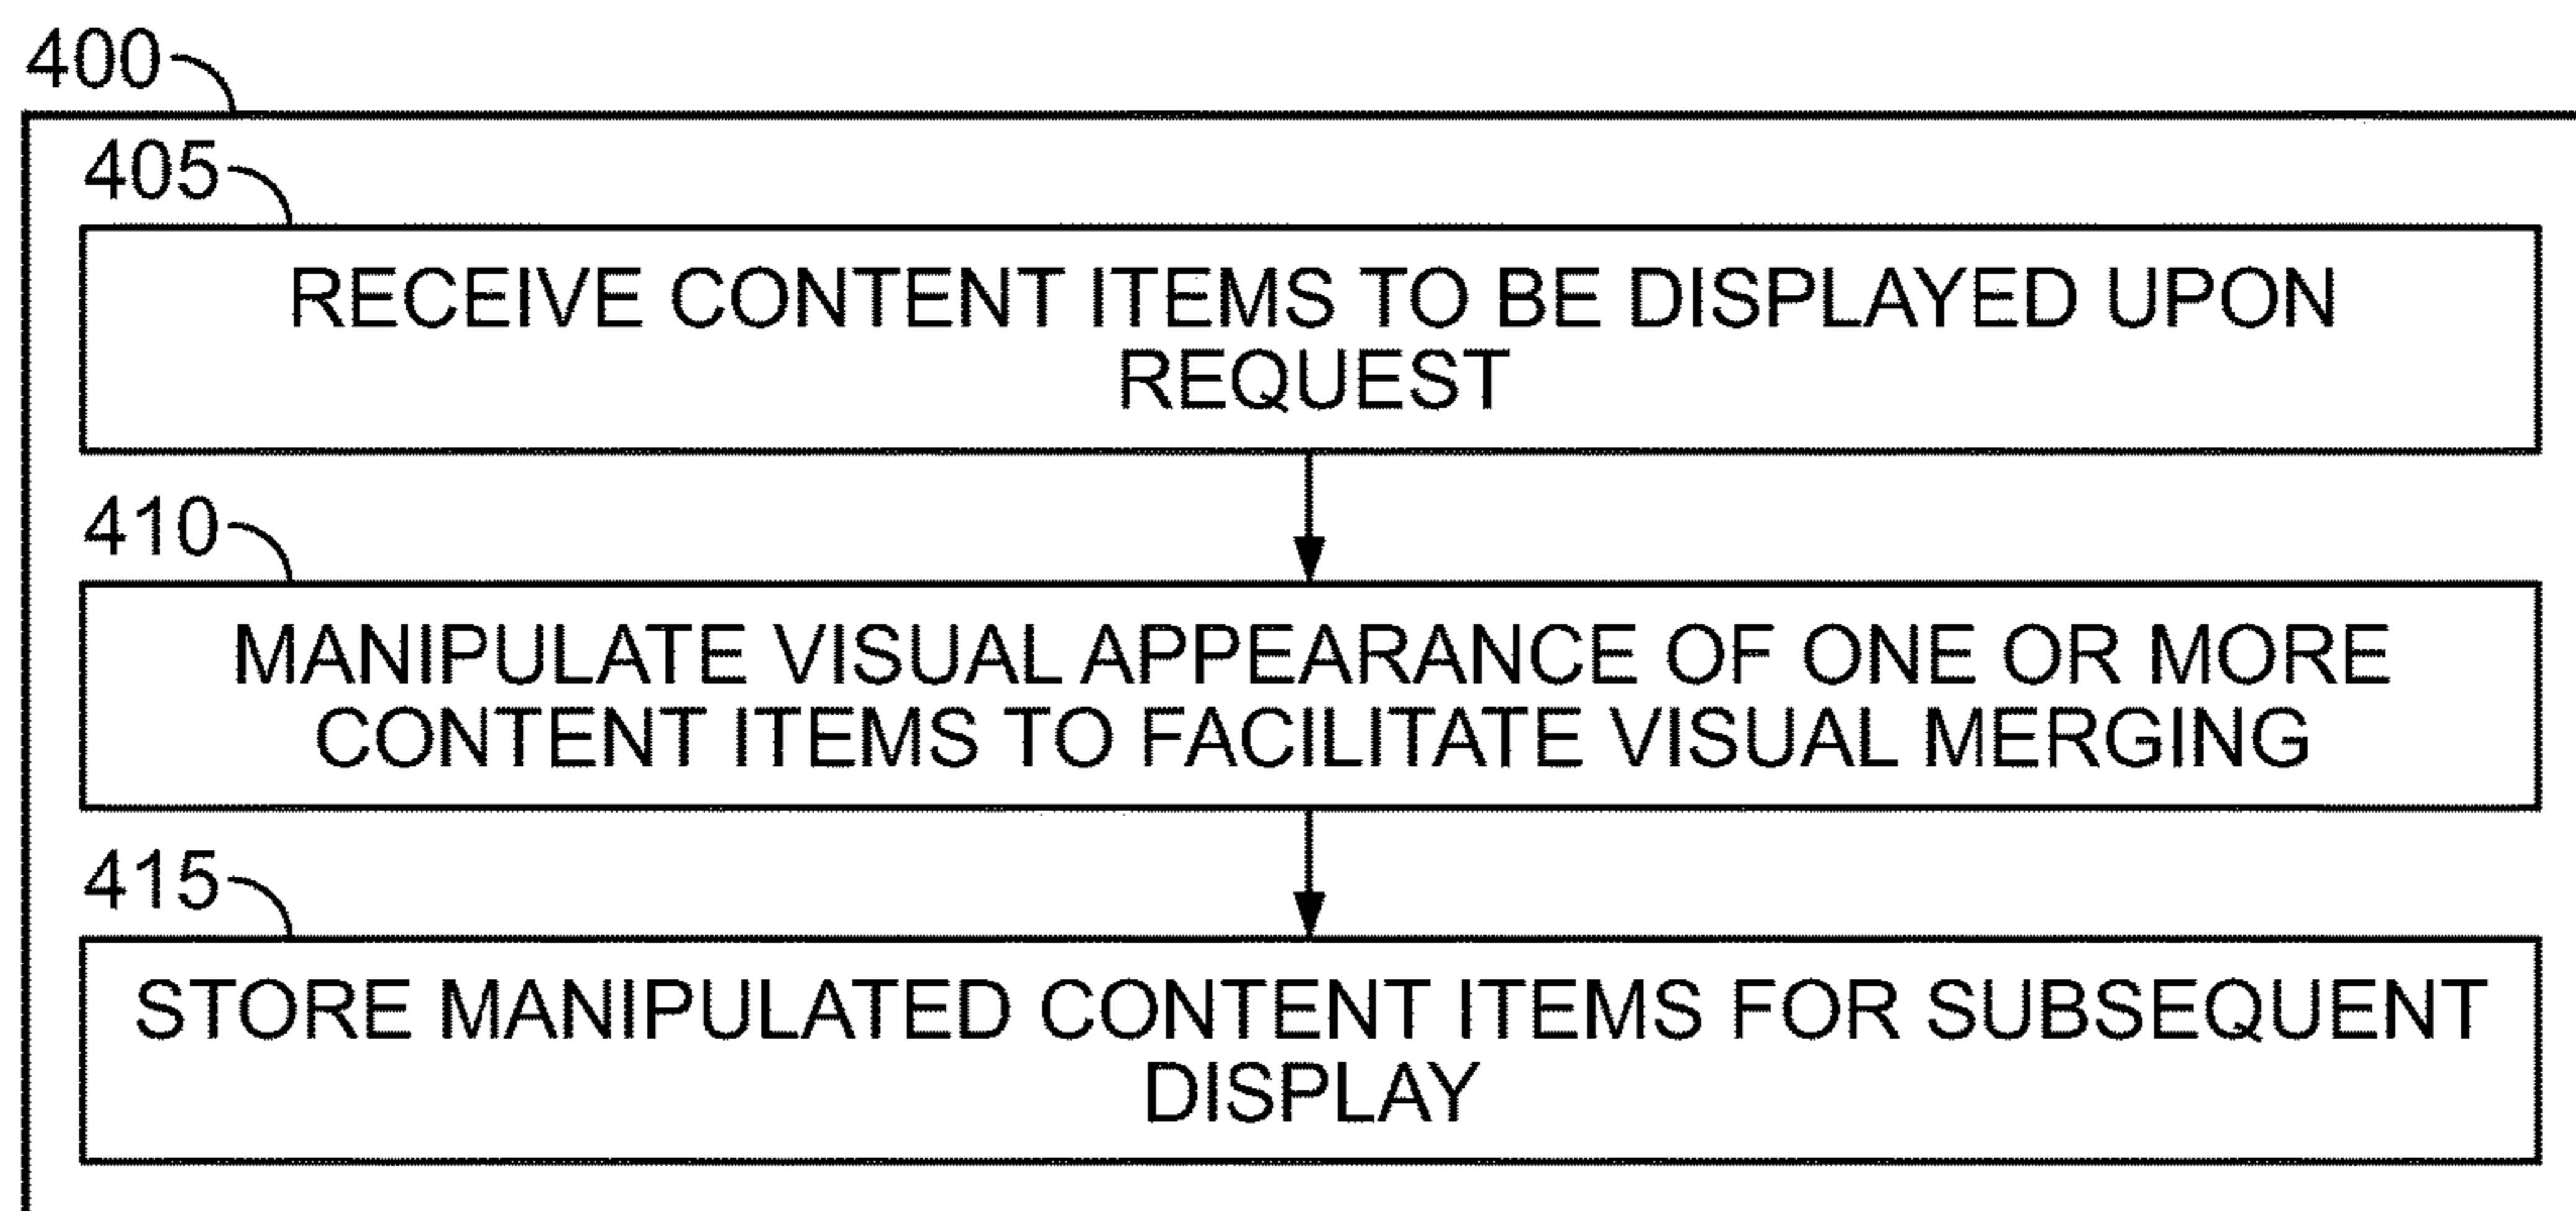 400
405
RECEIVE CONTENT ITEMS TO BE DISPLAYED UPON
REQUEST
410
MANIPULATE VISUAL APPEARANCE OF ONE OR MORE
CONTENT ITEMS TO FACILITATE VISUAL MERGING
415
STORE MANIPULATED CONTENT ITEMS FOR SUBSEQUENT
DISPLAY